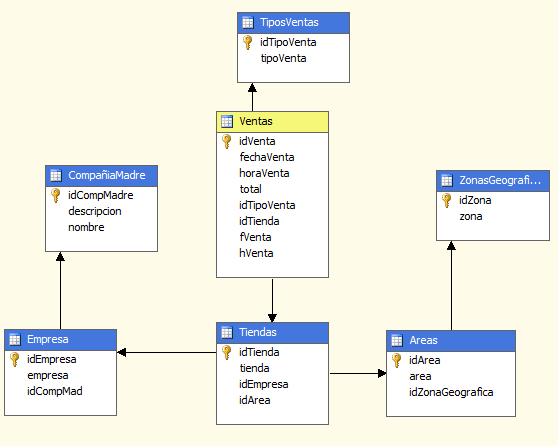 TiposVentas
idTipoVenta
tipoVenta
Ventas
idVenta
fechaVenta
horaVenta
total
idTipoVenta
idTienda
fVenta
hVenta
CompañiaMadre
idCompMadre
descripcion
nombre
ZonasGeografi...
idZona
zona
Empresa
idEmpresa
empresa
idCompMad
Tiendas
idTienda
tienda
idEmpresa
idArea
Areas
idArea
area
idZonaGeografica